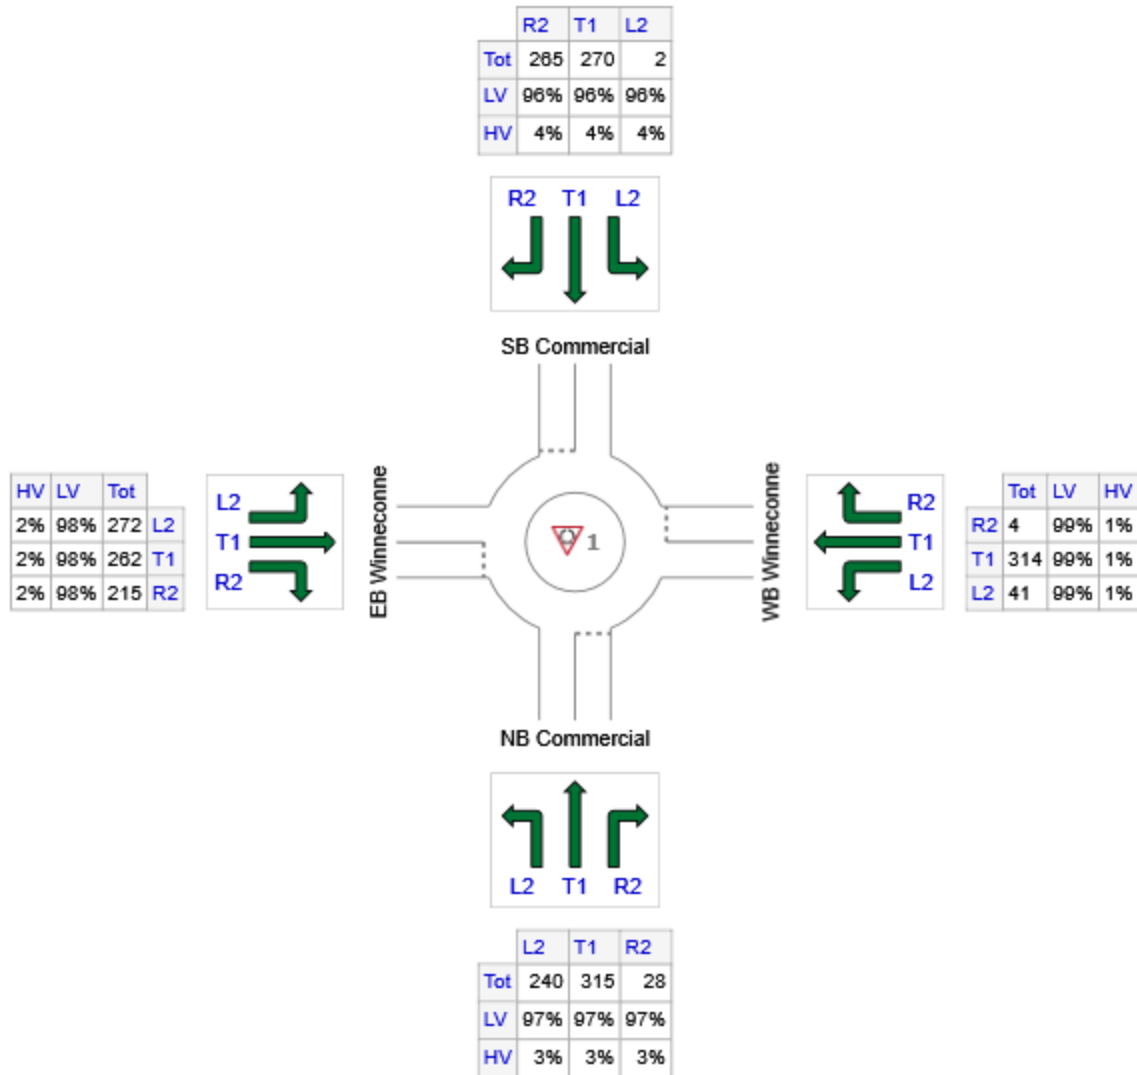 R2 T1 L2
Tot 265 270 2
LV 96% 96% 96%
HV 4% 4% 4%
R2 T1 L2
SB Commercial
HV LV Tot
2% 98% 272 L2
2% 98% 262 T1
2% 98% 215 R2
L2
T1
R2
EB Winneconne
1
WB Winneconne
R2
T1
L2
Tot LV HV
R2 4 99% 1%
T1 314 99% 1%
L2 41 99% 1%
NB Commercial
L2 T1 R2
L2 T1 R2
Tot 240 315 28
LV 97% 97% 97%
HV 3% 3% 3%